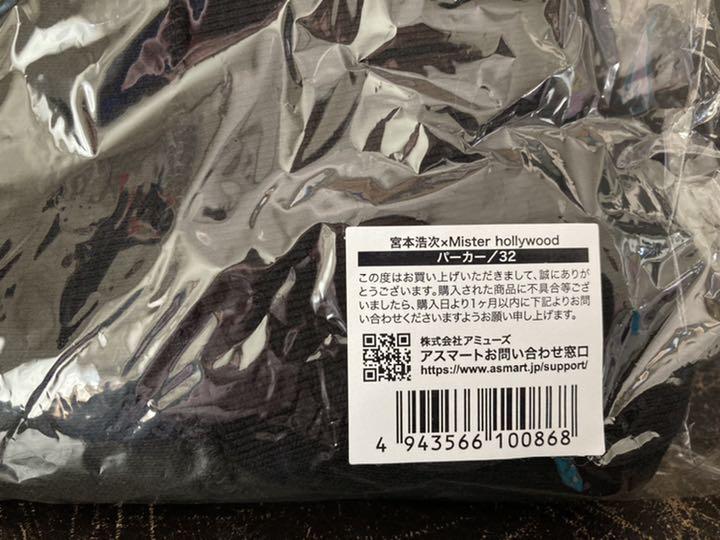 宮本浩次×Mister hollywood
パーカー/32
この度はお買い上げいただきまして、誠にありが
とうございます。購入された商品に不具合等ござ
いましたら、購入日より1ヶ月以内に下記よりお問
い合わせくださいますようお願い申し上げます。
株式会社アミューズ
アスマートお問い合わせ窓口
https://www.asmart.jp/support/
4 943566 100868